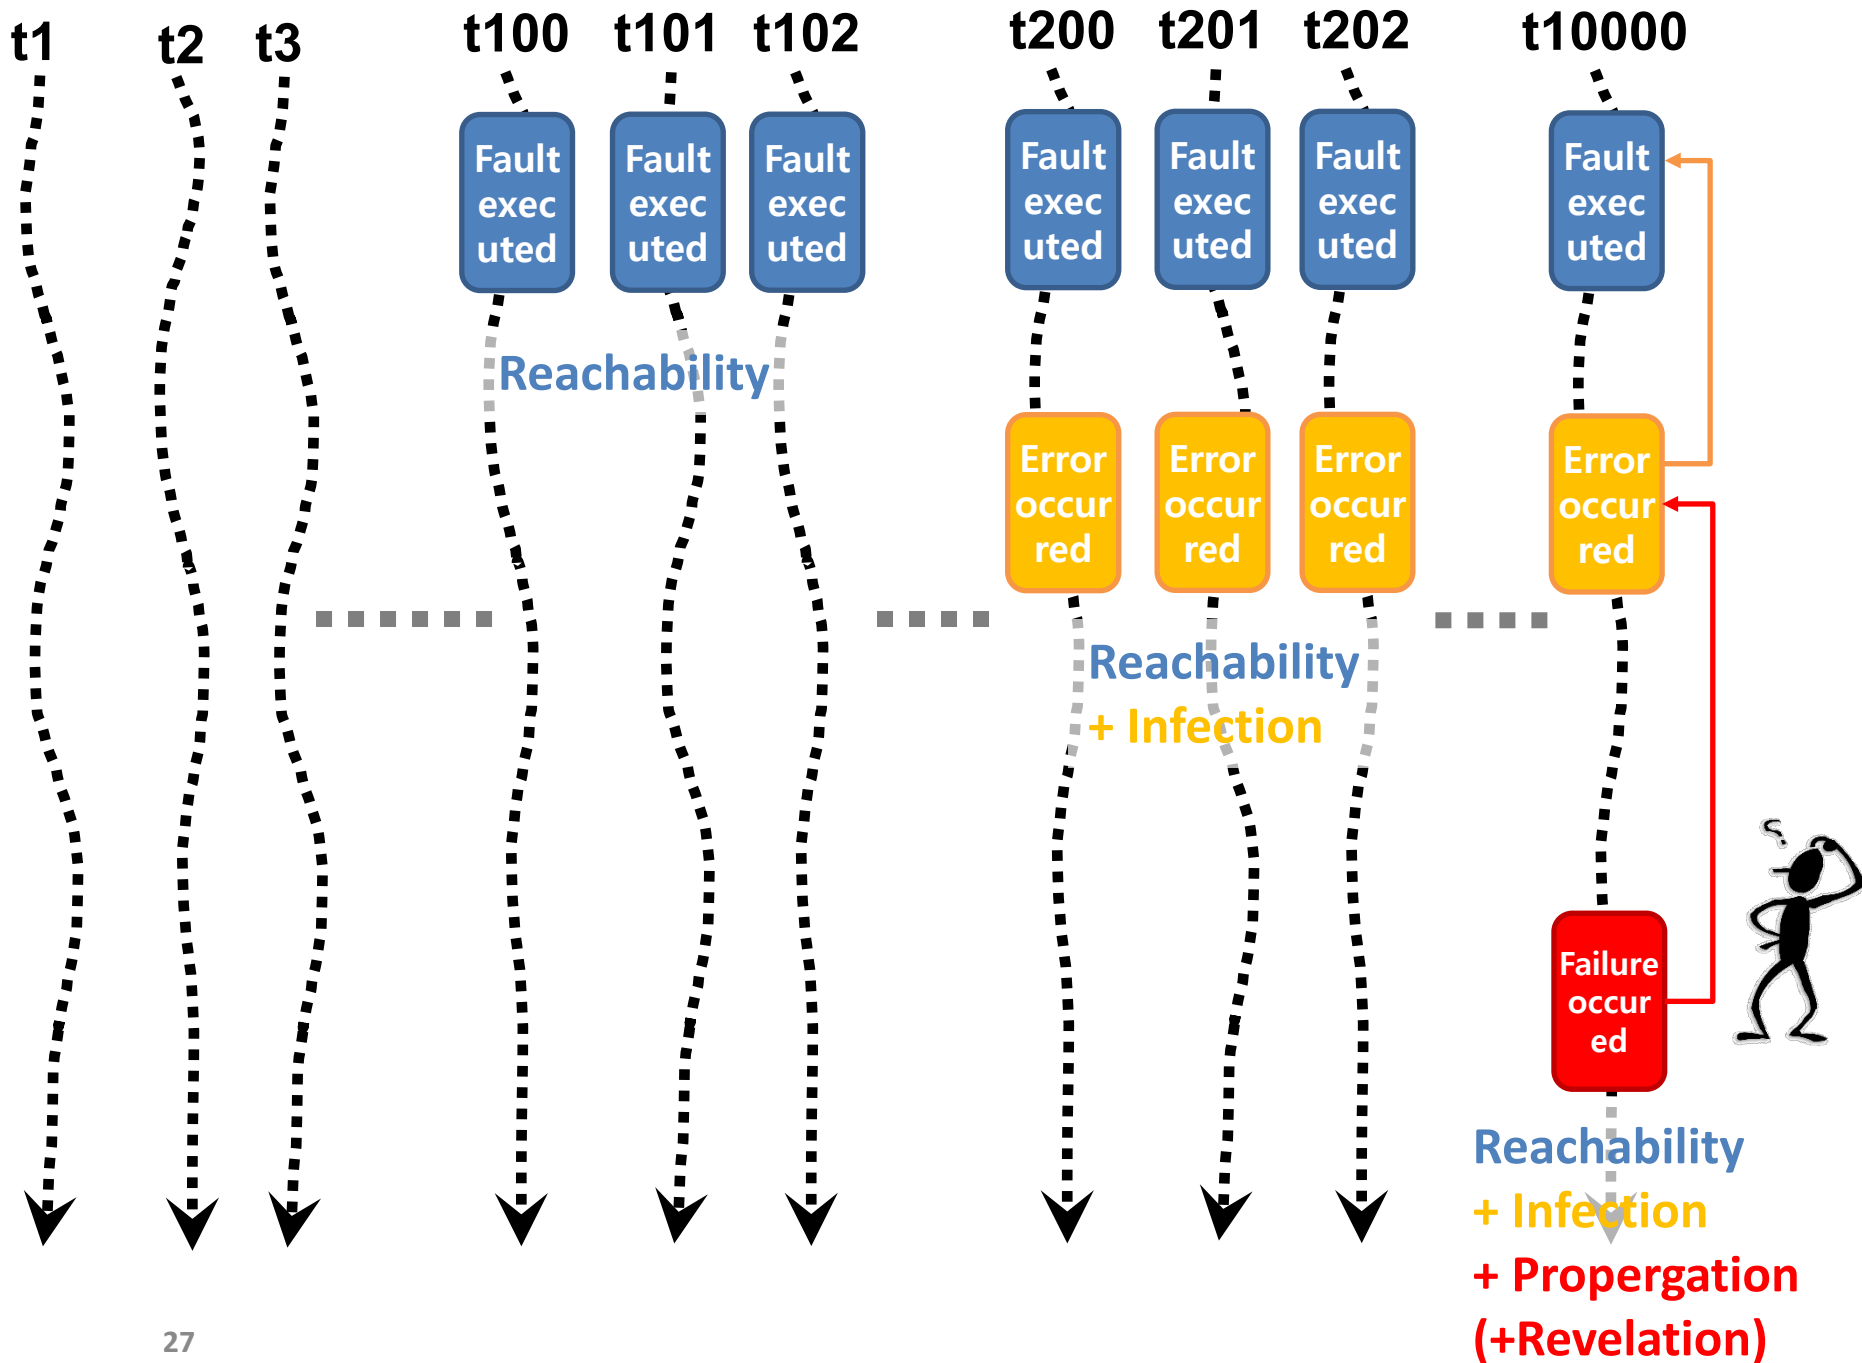 t1 t2 t3 t100 t101 t102 t200 t201 t202 t10000
Fault
exec
uted
Fault
exec
uted
Fault
exec
uted
Fault
exec
uted
Fault
exec
uted
Fault
exec
uted
Fault
exec
uted
Reachability
Error
occur
red
Error
occur
red
Error
occur
red
Error
occur
red
Reachability
+ Infection
Failure
occur
ed
Reachability
+ Infection
+ Propergation
(+Revelation)
27